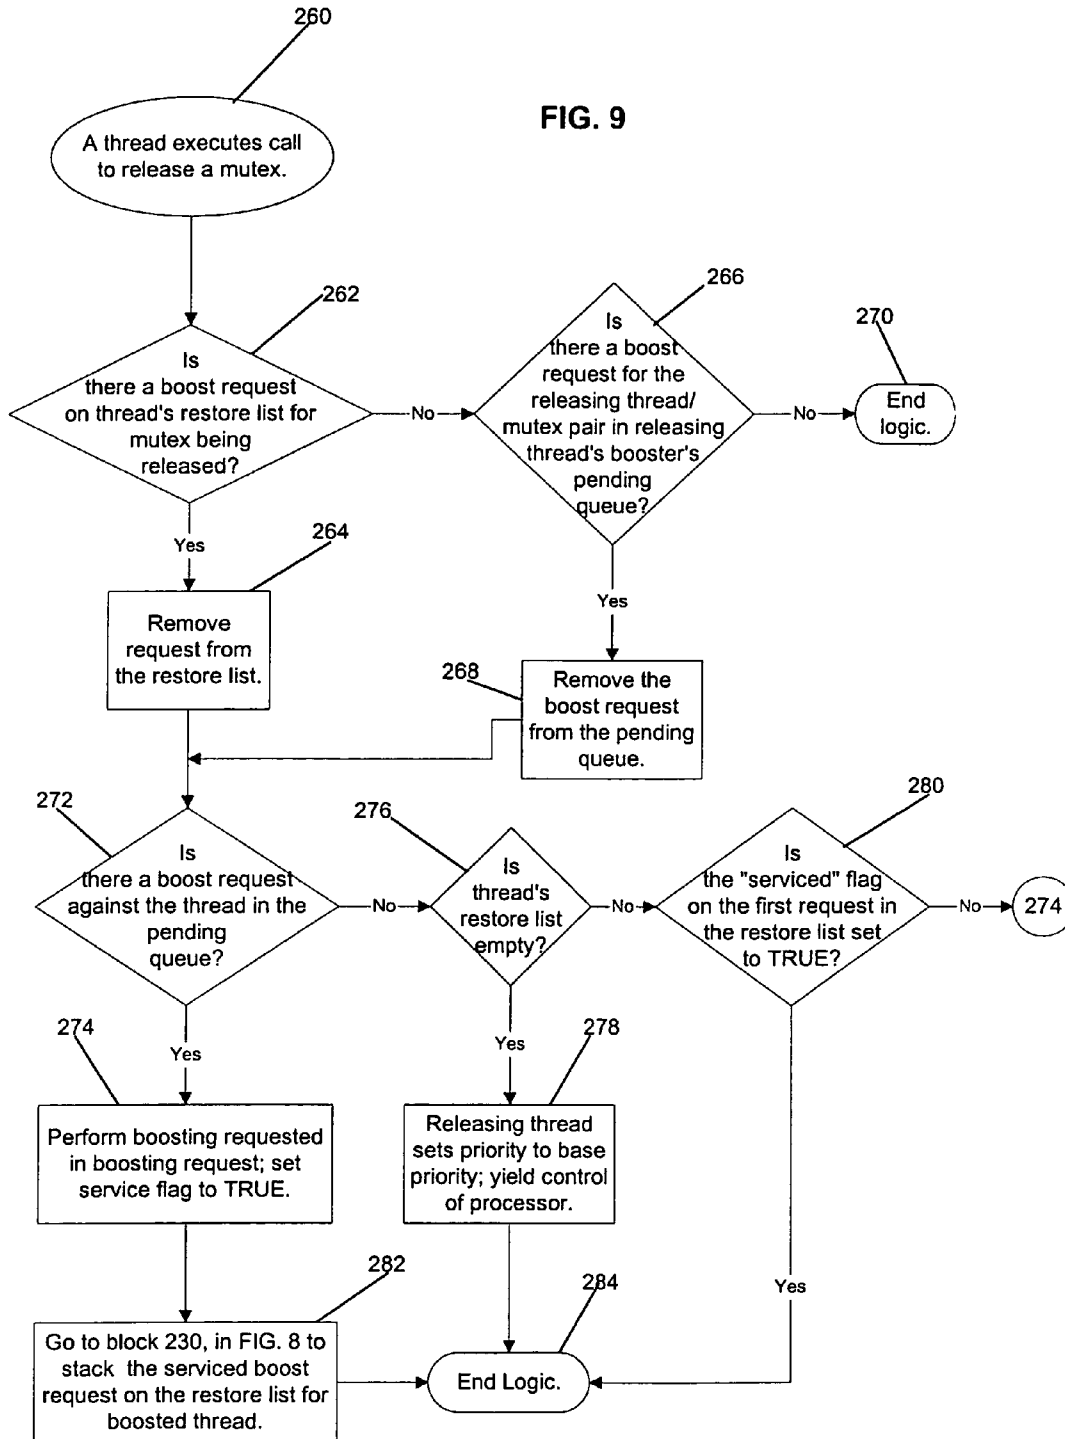 260
FIG. 9
A thread executes call
to release a mutex.
262
Is
there a boost request
on thread's restore list for
mutex being
released?
No
266
Is
there a boost
request for the
releasing thread/
mutex pair in releasing
thread's booster's
pending
queue?
No
270
End
logic.
Yes
264
Remove
request from
the restore list.
Yes
268
Remove the
boost request
from the pending
queue.
272
Is
there a boost request
against the thread in the
pending
queue?
No
276
Is
thread's
restore list
empty?
No
280
Is
the "serviced" flag
on the first request in
the restore list set
to TRUE?
No
274
Yes
274
Perform boosting requested
in boosting request; set
service flag to TRUE.
Yes
278
Releasing thread
sets priority to base
priority; yield control
of processor.
Yes
282
Go to block 230, in FIG. 8 to
stack the serviced boost
request on the restore list for
boosted thread.
284
End Logic.